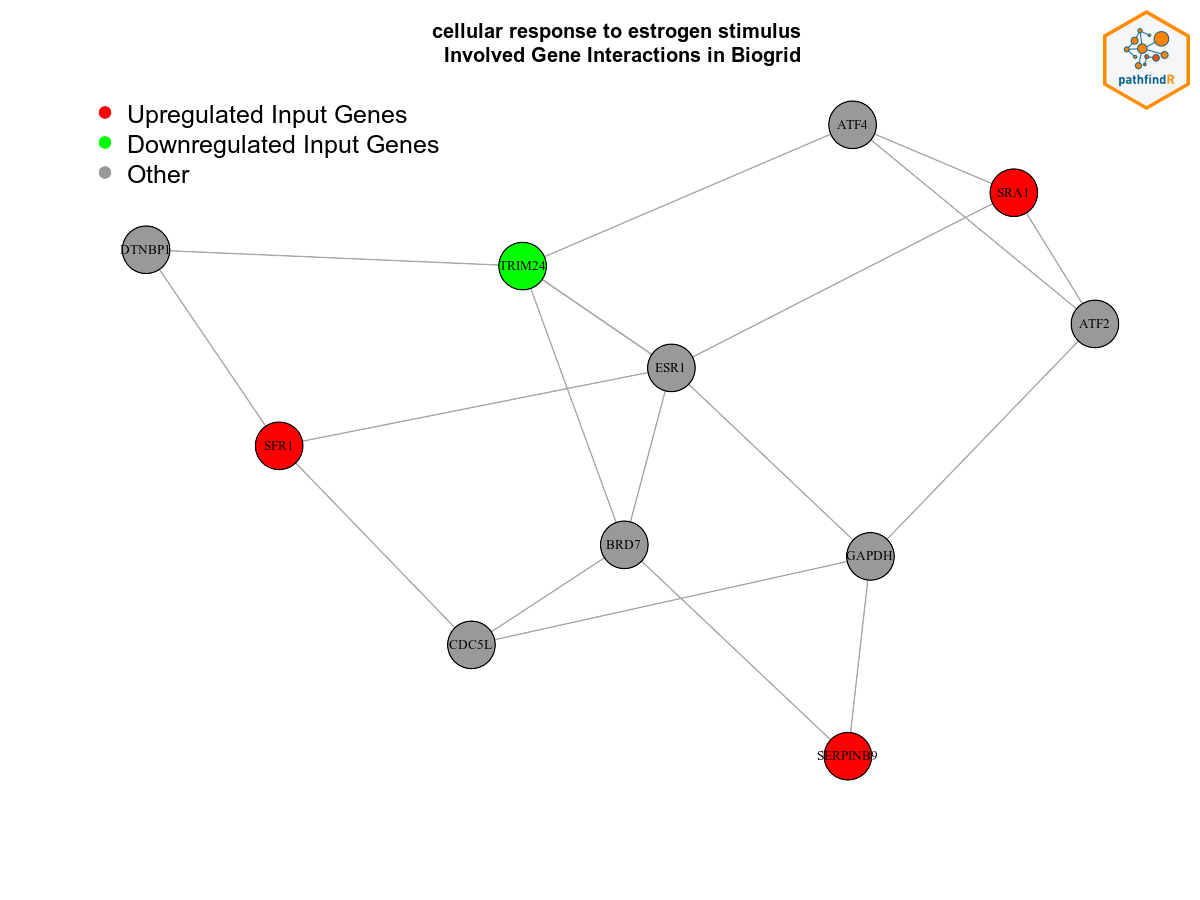 cellular response to estrogen stimulus
Involved Gene Interactions in Biogrid
pathfindR
Upregulated Input Genes
Downregulated Input Genes
Other
ATF4
SRA1
DTNBP1
TRIM24
ATF2
ESR1
SFR1
BRD7
GAPDH
CDC5L
SERPINB9